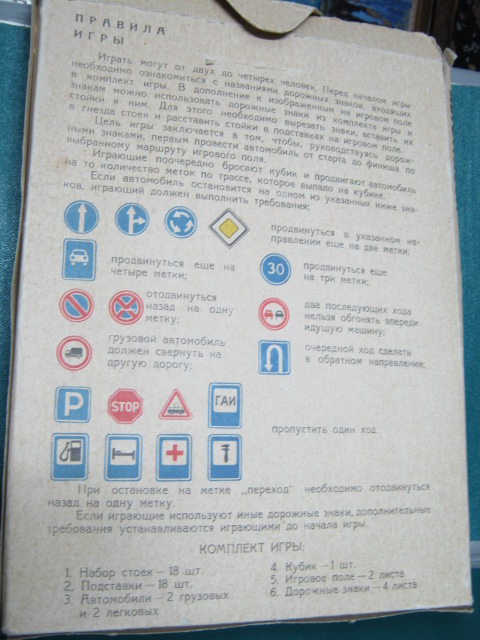 ПРАВИЛА
ИГРЫ
Играть могут от двух до четырех человек. Перед началом игры
необходимо ознакомиться с названиями дорожных знаков, входящих
в комплект игры. В дополнение к изображенным на игровом поле
знакам можно использовать дорожные знаки из комплекта игры и
стойки к ним. Для этого необходимо вырезать знаки, вставить их
в гнезда стоек и расставить стойки в подставках на игровом поле.
Цель игры заключается в том, чтобы, руководствуясь дорож-
ными знаками, первым провести автомобиль от старта до финиша по
выбранному маршруту игрового поля.
Играющие поочередно бросают кубик и продвигают автомобиль
на то количество меток по трассе, которое выпало на кубике.
Если автомобиль остановится на одном из указанных ниже зна-
ков, играющий должен выполнить требования:
продвинуться в указанном на-
правлении еще на две метки;
продвинуться еще на
четыре метки;
30
продвинуться еще
на три метки;
отодвинуться
назад на одну
метку;
два последующих хода
нельзя обгонять впереди
идущую машину;
грузовой автомобиль
должен свернуть на
другую дорогу;
очередной ход сделать
в обратном направлении;
P
STOP
ГАИ
пропустить один ход
При остановке на метке „переход" необходимо отодвинуться
назад на одну метку.
Если играющие используют иные дорожные знаки, дополнительные
требования устанавливаются играющими до начала игры.
КОМПЛЕКТ ИГРЫ:
1. Набор стоек — 18 шт.
2. Подставки — 18 шт.
3. Автомобили — 2 грузовых
и 2 легковых
4. Кубик — 1 шт.
5. Игровое поле — 2 листа
6. Дорожные знаки — 4 листа